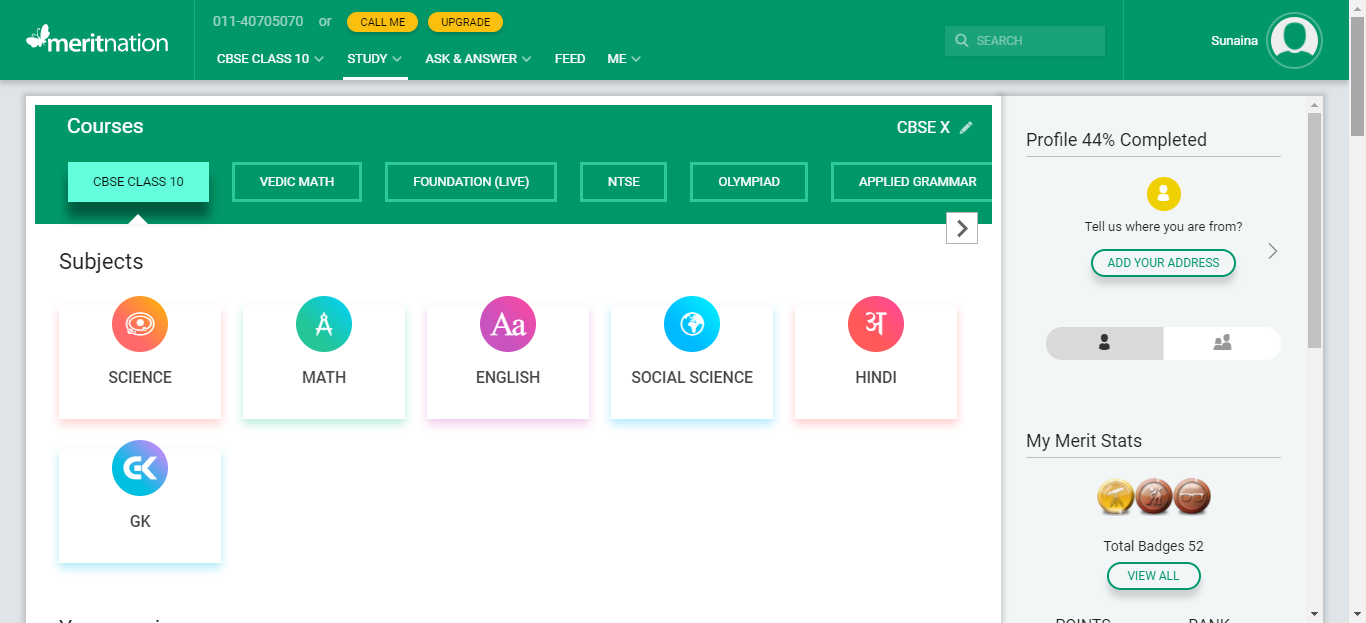 011-40705070 or CALL ME UPGRADE
meritnation
CBSE CLASS 10 STUDY ASK & ANSWER FEED ME
SEARCH
Sunaina
Courses
CBSE X
CBSE CLASS 10 VEDIC MATH FOUNDATION (LIVE) NTSE OLYMPIAD APPLIED GRAMMAR
Subjects
Aa
अ
SCIENCE MATH ENGLISH SOCIAL SCIENCE HINDI
GK
GK
Profile 44% Completed
Tell us where you are from?
ADD YOUR ADDRESS
My Merit Stats
Total Badges 52
VIEW ALL
POINTS RANK